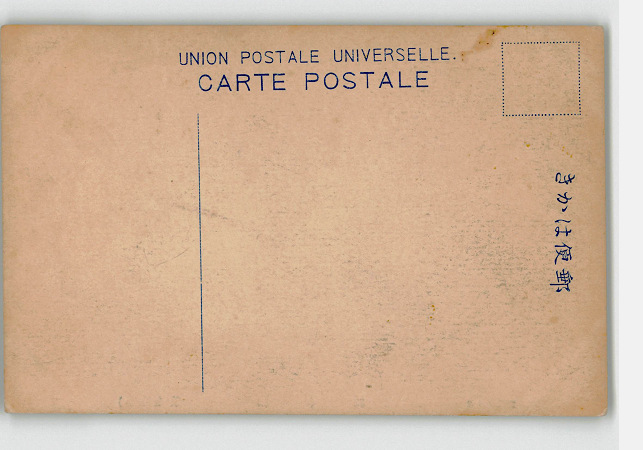 UNION POSTALE UNIVERSELLE.
CARTE POSTALE
きかは便郵